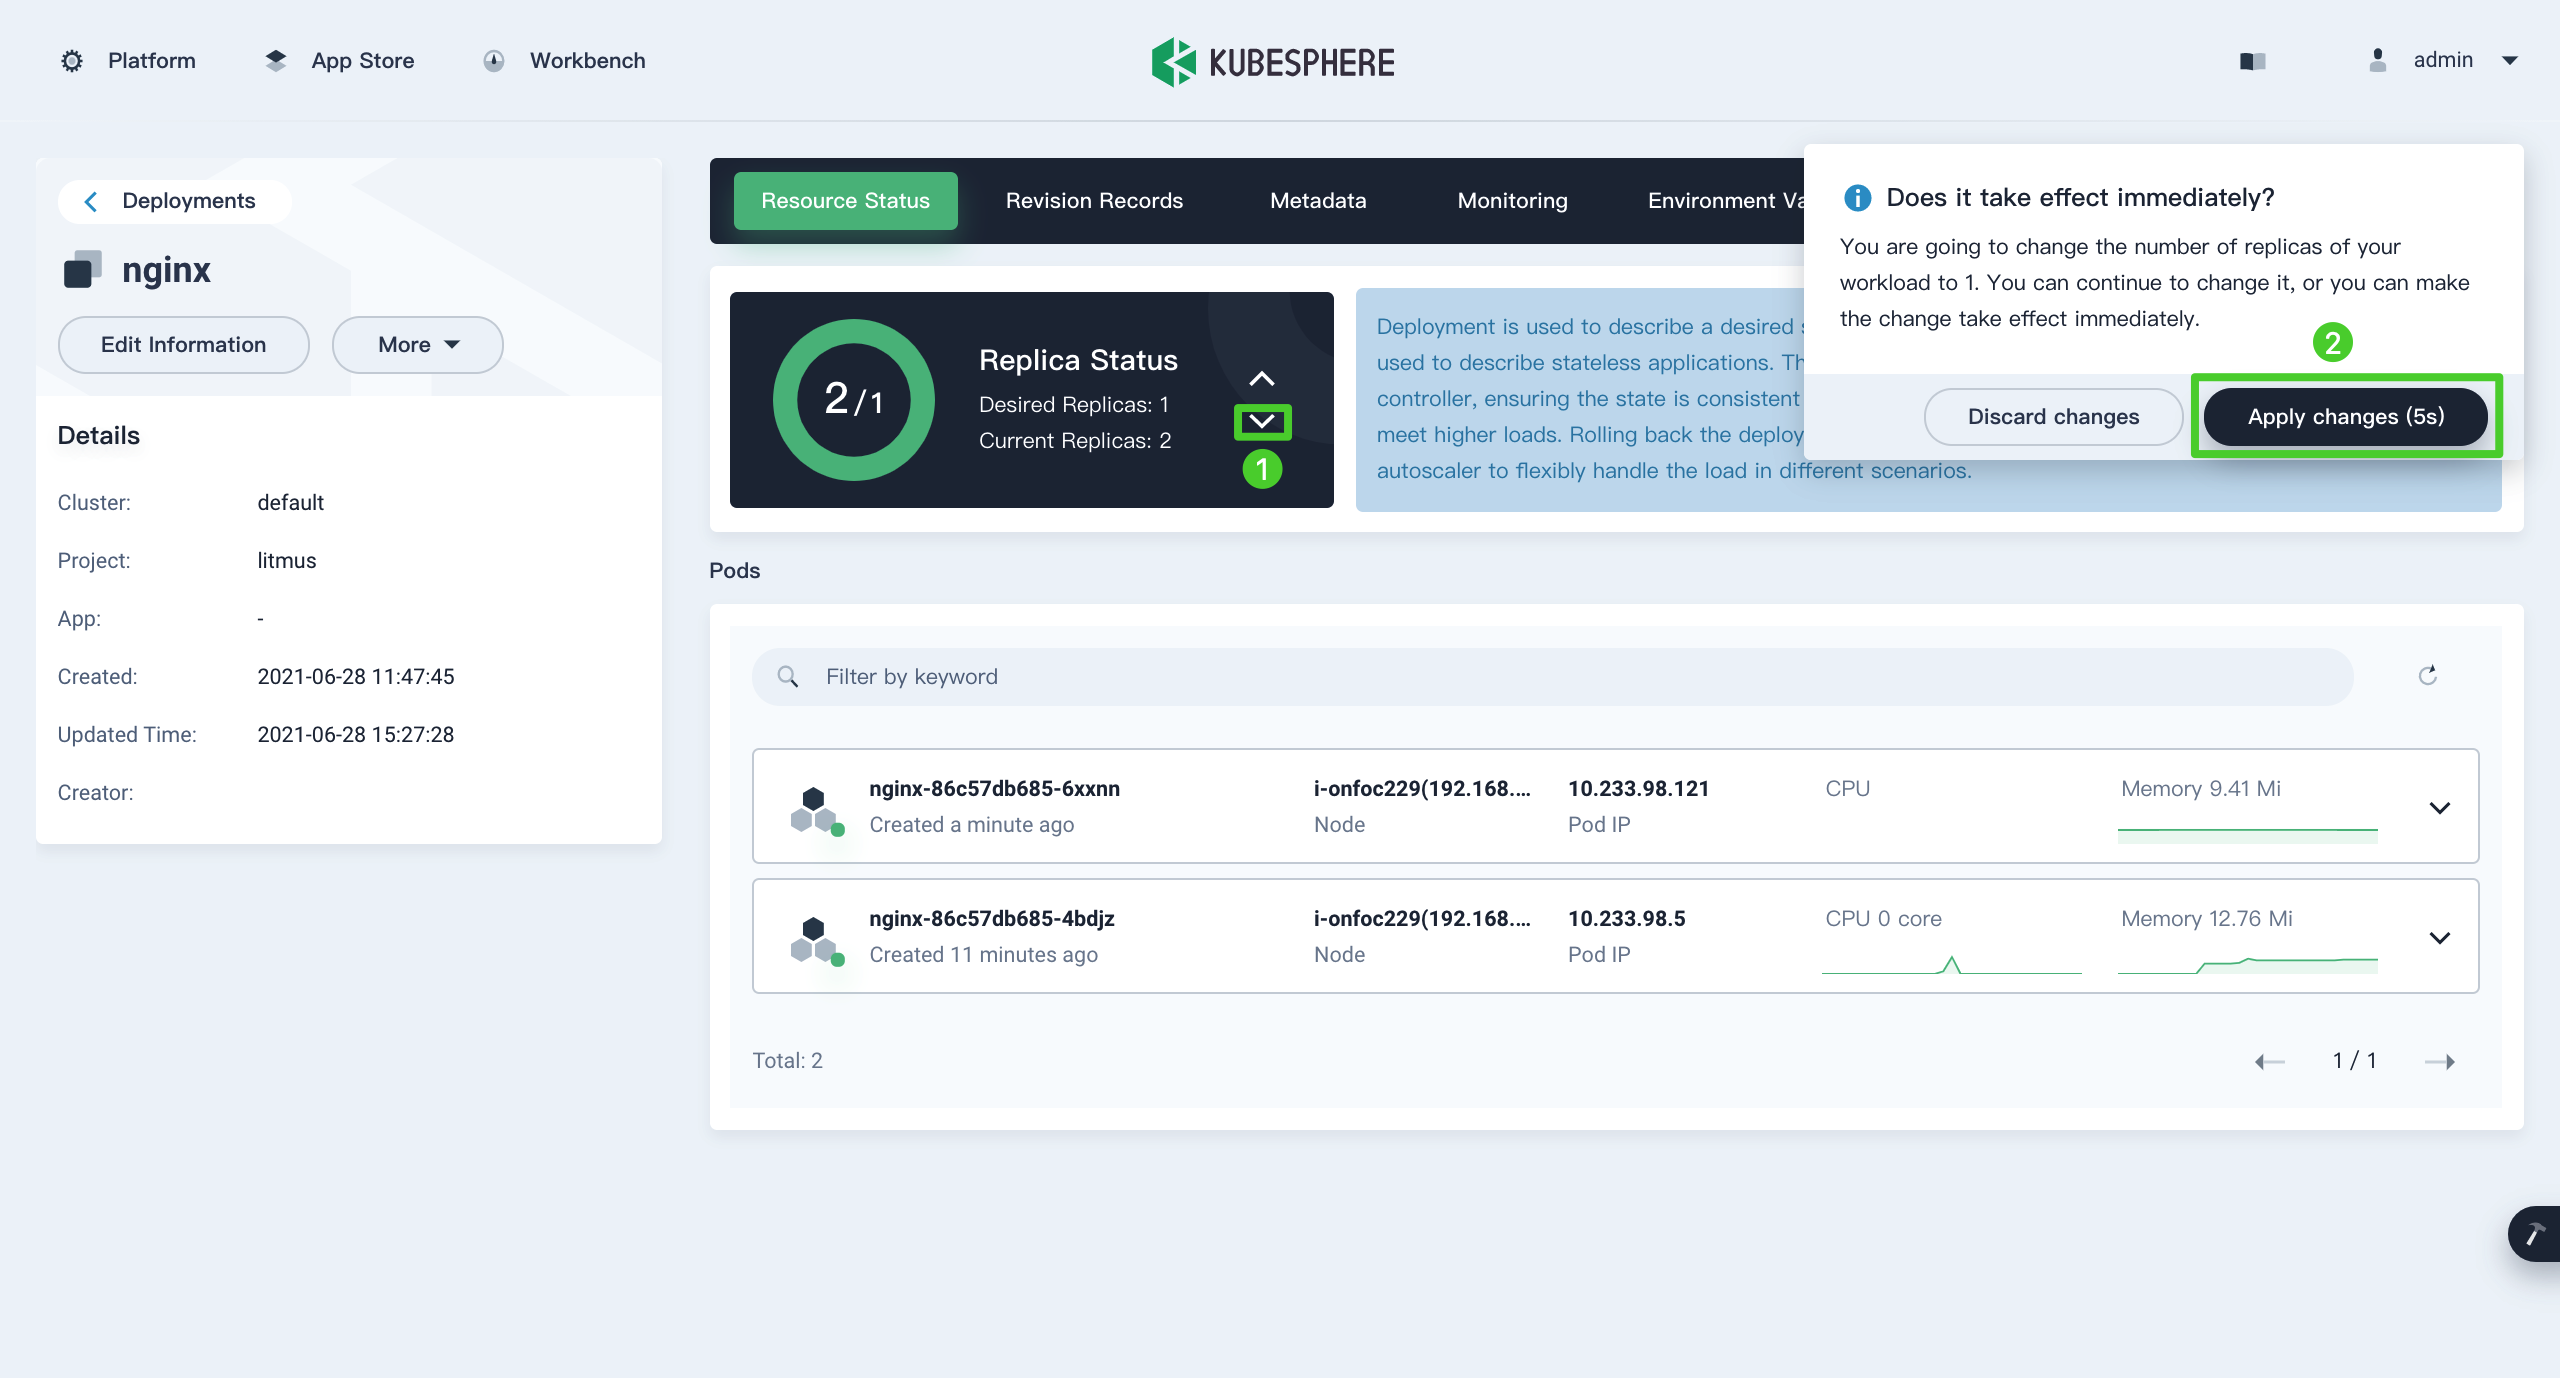 Platform
App Store
Workbench
KUBESPHERE
admin
Deployments
nginx
Edit Information
More
Details
Cluster: default
Project: litmus
App: -
Created: 2021-06-28 11:47:45
Updated Time: 2021-06-28 15:27:28
Creator:
Resource Status
Revision Records
Metadata
Monitoring
Environment Va
Does it take effect immediately?
You are going to change the number of replicas of your
workload to 1. You can continue to change it, or you can make
the change take effect immediately.
2
Discard changes
Apply changes (5s)
2/1
Replica Status
Desired Replicas: 1
Current Replicas: 2
1
Deployment is used to describe a desired
used to describe stateless applications.
controller, ensuring the state is consistent
meet higher loads. Rolling back the deploy
autoscaler to flexibly handle the load in different scenarios.
Pods
Filter by keyword
nginx-86c57db685-6xxnn
Created a minute ago
i-onfoc229(192.168....
Node
10.233.98.121
Pod IP
CPU
Memory 9.41 Mi
nginx-86c57db685-4bdjz
Created 11 minutes ago
i-onfoc229(192.168....
Node
10.233.98.5
Pod IP
CPU 0 core
Memory 12.76 Mi
Total: 2
1 / 1